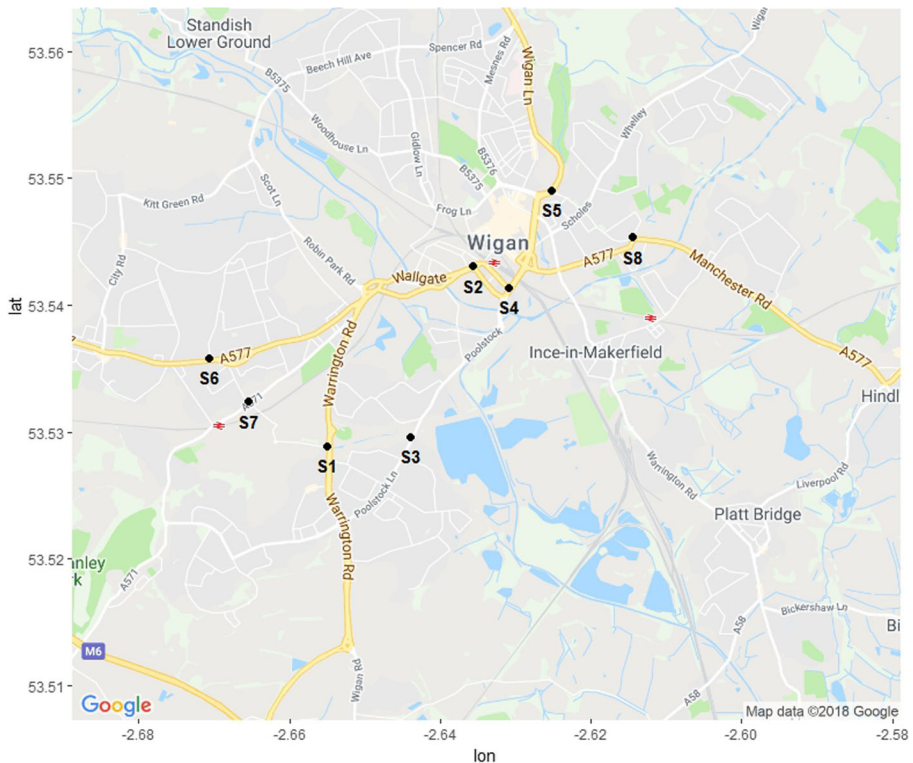 Standish
Lower Ground
Spencer Rd
Wigan
53.56
Beech Hill Ave
Mesnes Rd
Wigan Ln
B5375
Woodhouse Ln
Whelley
Gidlow Ln
B5376
53.55
B5375
Scot Ln
Kitt Green Rd
Frog Ln
S5
Scholes
Wigan
S8
City Rd
Robin Park Rd
A577
Manchester Rd
Wallgate
S2
lat
53.54
S4
Poolstock
Warrington Rd
Ince-in-Makerfield
A577
A577
S6
Hindl
A571
S7
53.53
S3
S1
Warrington Rd
Liverpool Rd
Poolstock Ln
Warrington Rd
Platt Bridge
53.52
nley
rk
A571
Bickershaw Ln
A58
Bi
M6
Wigan Rd
53.51
A58
Google
Map data ©2018 Google
-2.68
-2.66
-2.64
-2.62
-2.60
-2.58
lon